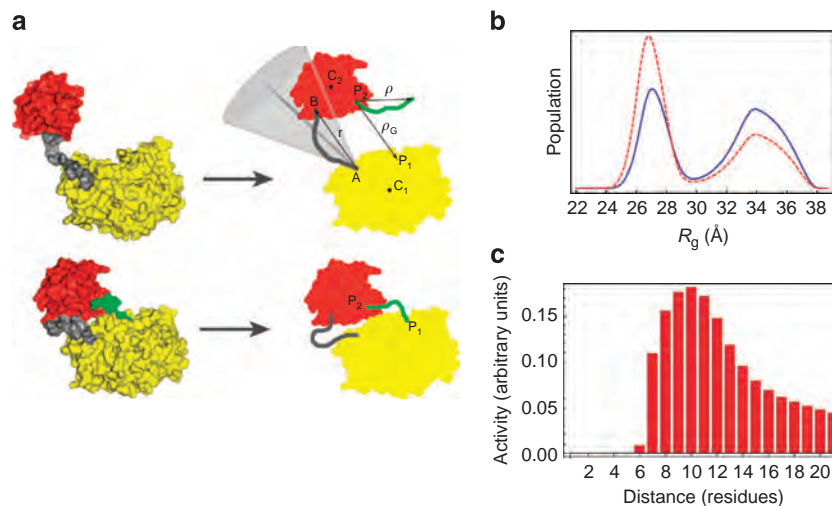 a
C2
B
P2
ρ
r
ρG
P1
A
C1
P2
P1
b
Population
22 24 26 28 30 32 34 36 38
Rg (Å)
c
Activity (arbitrary units)
0.15
0.10
0.05
0.00
2 4 6 8 10 12 14 16 18 20
Distance (residues)